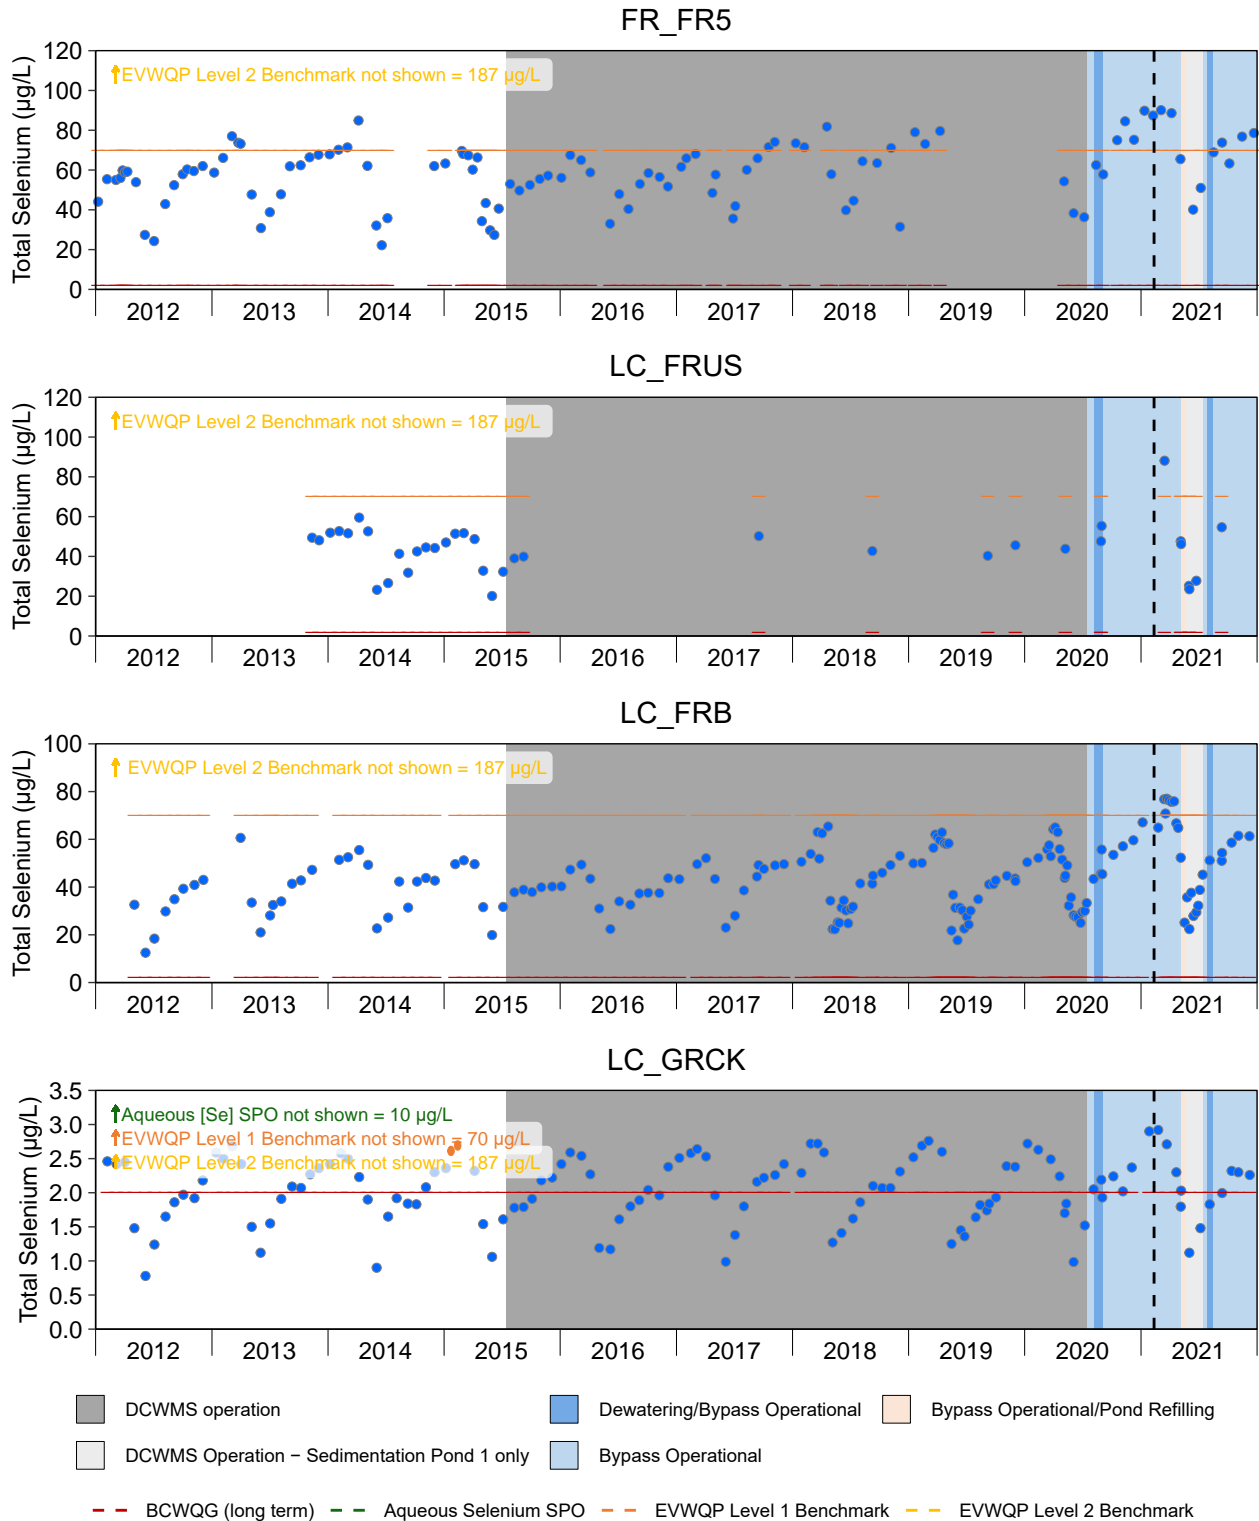 FR_FR5
Total Selenium (µg/L)
120
100
80
60
40
20
0
EVWQP Level 2 Benchmark not shown = 187 µg/L
2012 2013 2014 2015 2016 2017 2018 2019 2020 2021
LC_FRUS
Total Selenium (µg/L)
120
100
80
60
40
20
0
EVWQP Level 2 Benchmark not shown = 187 µg/L
2012 2013 2014 2015 2016 2017 2018 2019 2020 2021
LC_FRB
Total Selenium (µg/L)
100
80
60
40
20
0
EVWQP Level 2 Benchmark not shown = 187 µg/L
2012 2013 2014 2015 2016 2017 2018 2019 2020 2021
LC_GRCK
Total Selenium (µg/L)
3.5
3.0
2.5
2.0
1.5
1.0
0.5
0.0
Aqueous [Se] SPO not shown = 10 µg/L
EVWQP Level 1 Benchmark not shown = 70 µg/L
EVWQP Level 2 Benchmark not shown = 187 µg/L
2012 2013 2014 2015 2016 2017 2018 2019 2020 2021
DCWMS operation
Dewatering/Bypass Operational
Bypass Operational/Pond Refilling
DCWMS Operation − Sedimentation Pond 1 only
Bypass Operational
BCWQG (long term)
Aqueous Selenium SPO
EVWQP Level 1 Benchmark
EVWQP Level 2 Benchmark